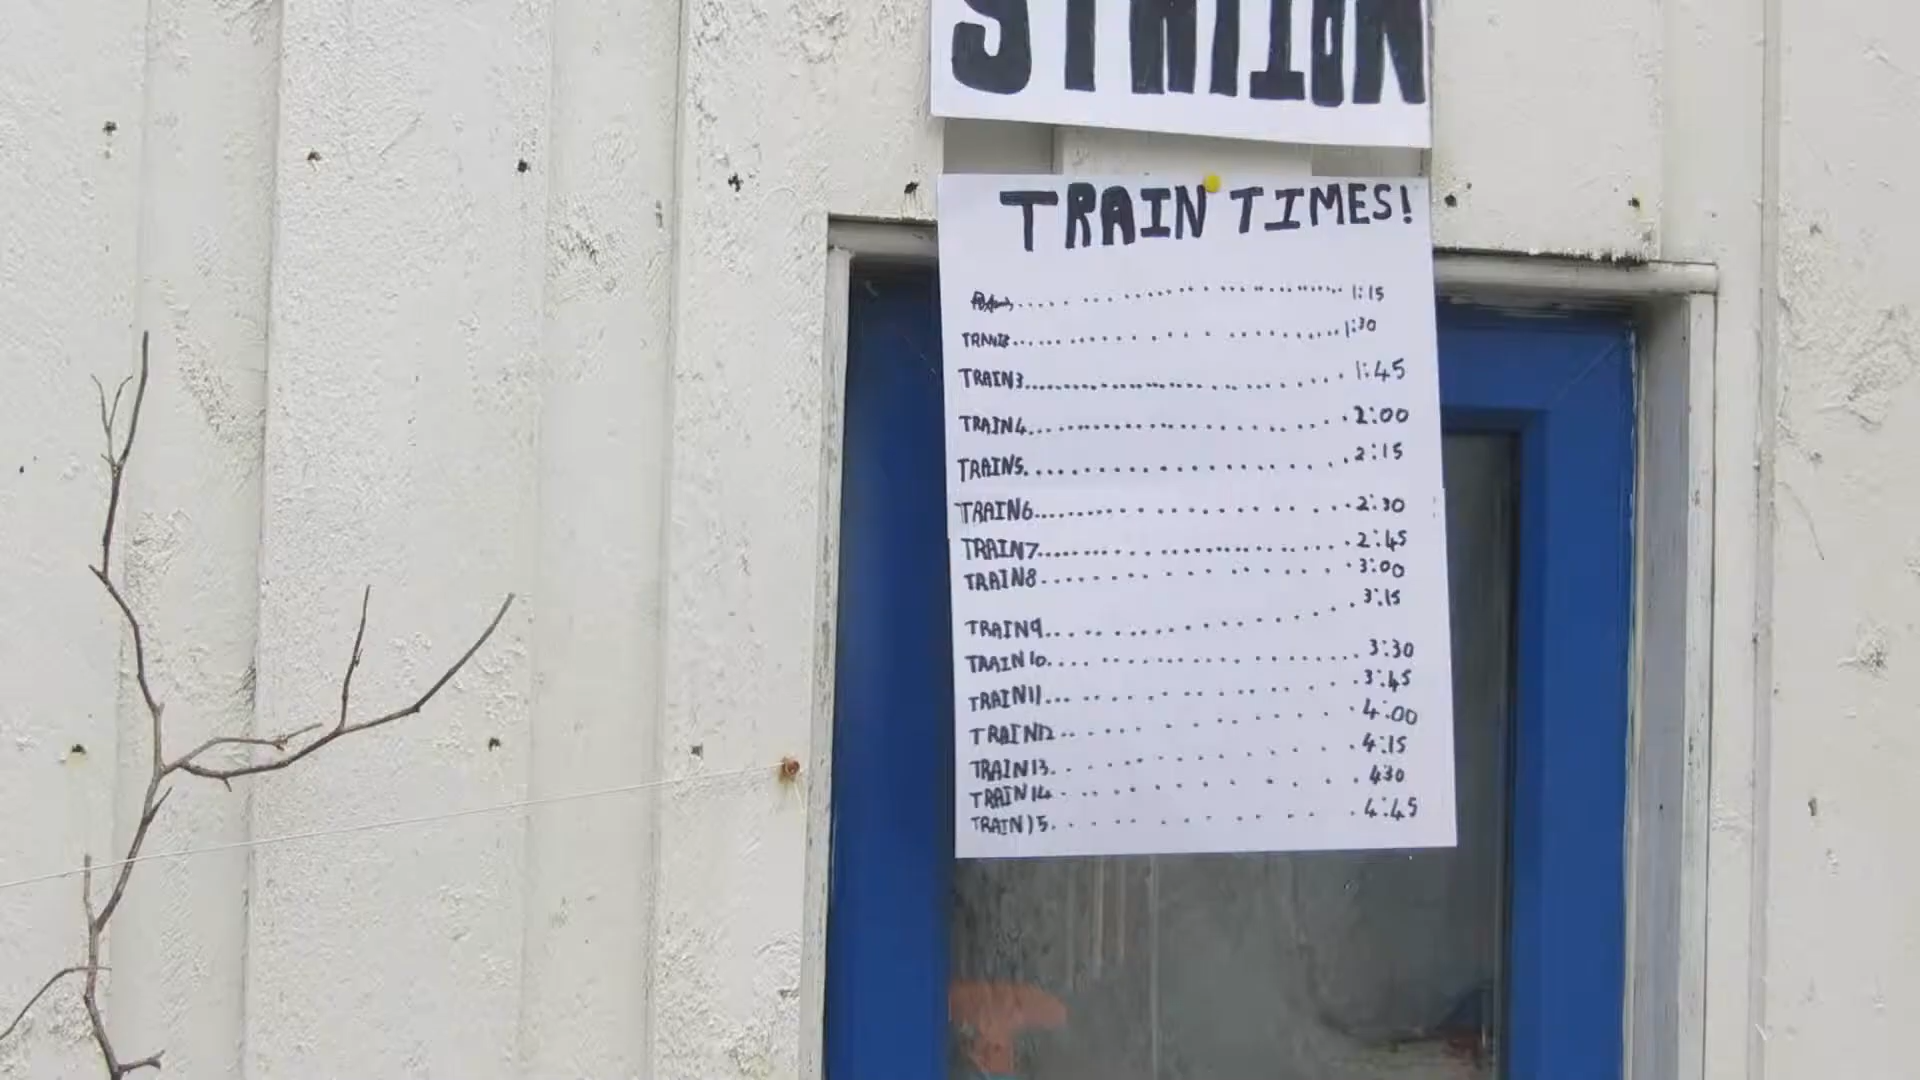 STATION
TRAIN TIMES!
1:15
1:30
TRAIN3 1:45
TRAIN4 2:00
TRAIN5 2:15
TRAIN6 2:30
TRAIN7 2:45
TRAIN8 3:00
TRAIN9 3:15
TRAIN10 3:30
TRAIN11 3:45
TRAIN12 4:00
TRAIN13 4:15
TRAIN14 430
TRAIN15 4:45